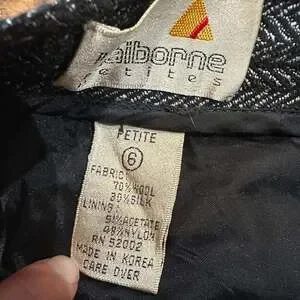 laiborne
petites
PETITE
6
FABRIC:
70% WOOL
30% SILK
LINING:
51% ACETATE
49% NYLON
RN 52002
MADE IN KOREA
CARE OVER